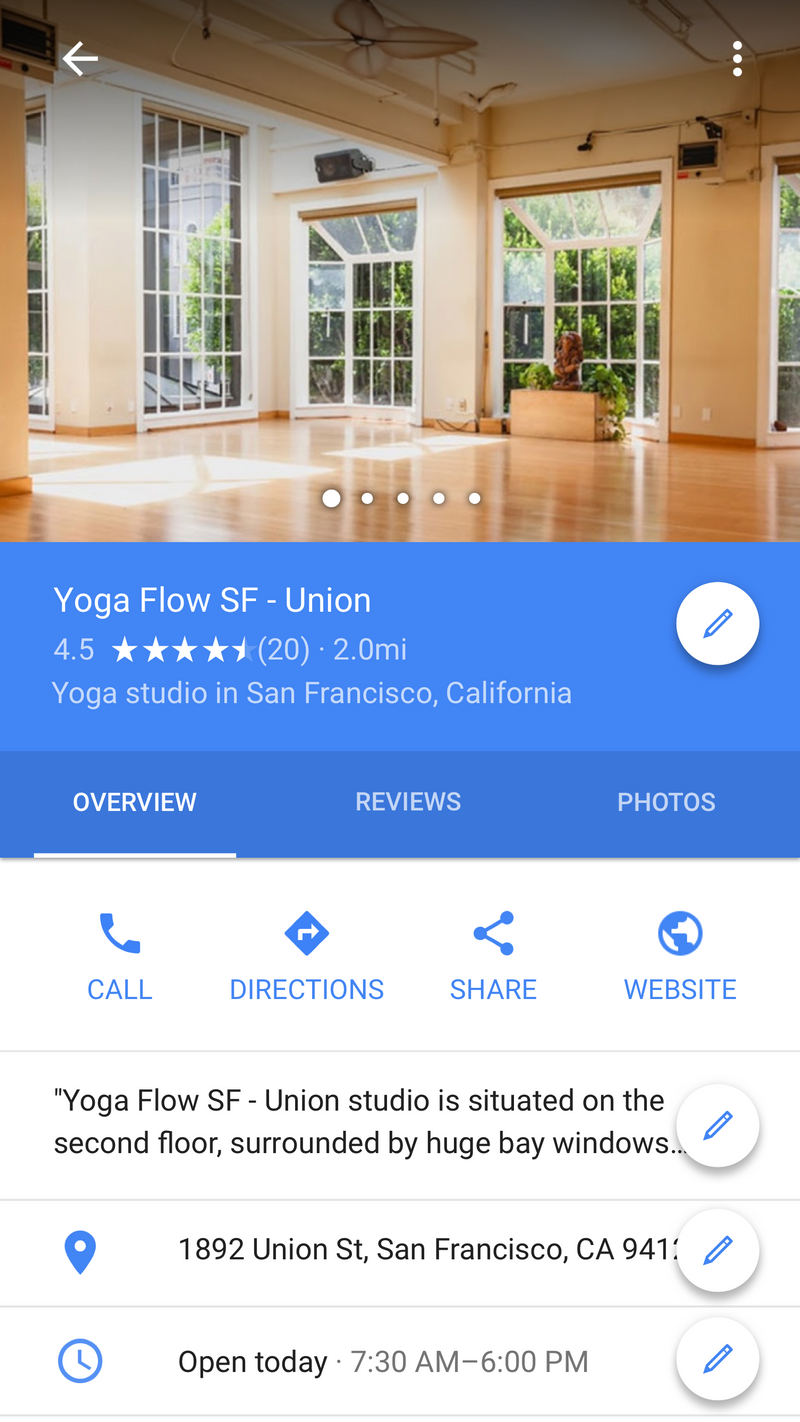 Yoga Flow SF - Union
4.5 (20) · 2.0mi
Yoga studio in San Francisco, California
OVERVIEW REVIEWS PHOTOS
CALL DIRECTIONS SHARE WEBSITE
"Yoga Flow SF - Union studio is situated on the
second floor, surrounded by huge bay windows...
1892 Union St, San Francisco, CA
Open today · 7:30 AM–6:00 PM